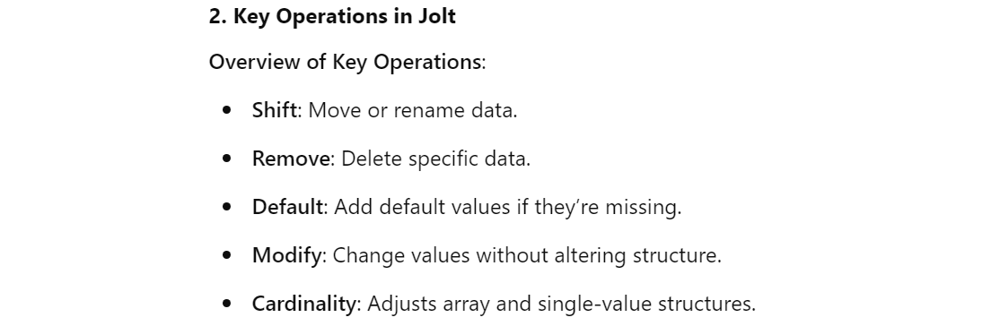 2. Key Operations in Jolt
Overview of Key Operations:
• Shift: Move or rename data.
• Remove: Delete specific data.
• Default: Add default values if they’re missing.
• Modify: Change values without altering structure.
• Cardinality: Adjusts array and single-value structures.